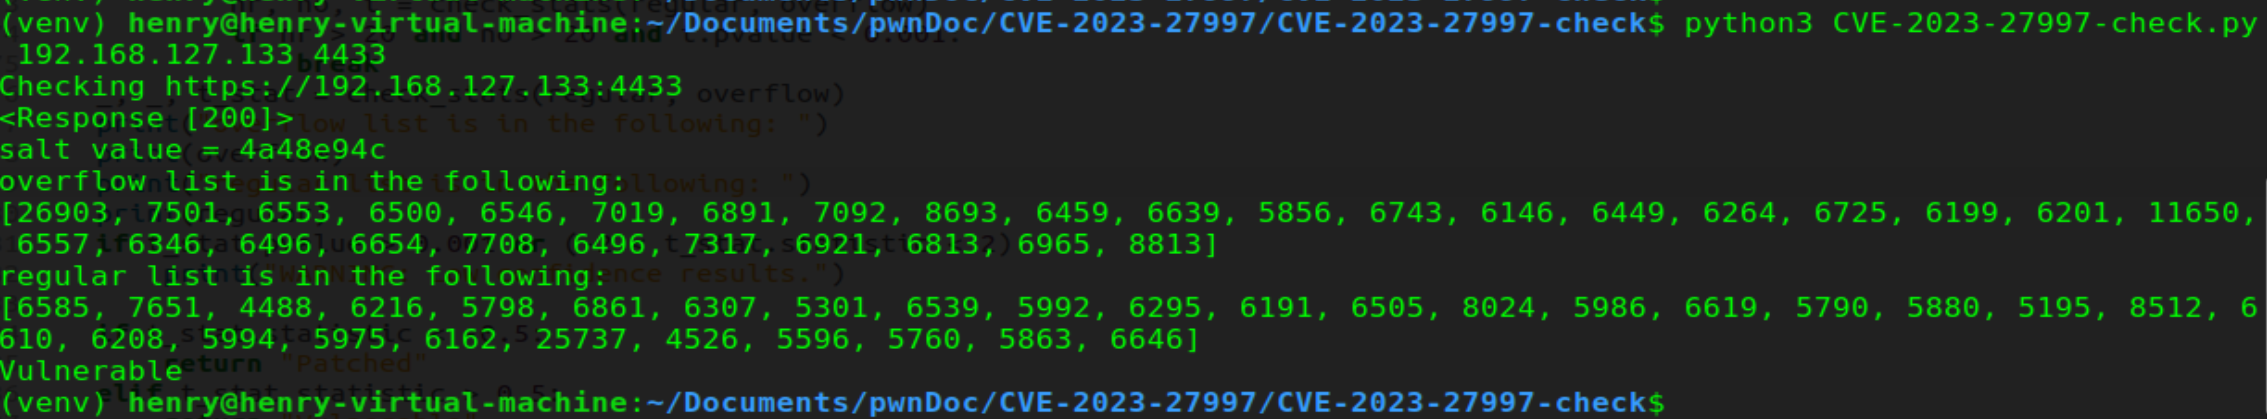 (venv) henry@henry-virtual-machine:~/Documents/pwnDoc/CVE-2023-27997/CVE-2023-27997-check$ python3 CVE-2023-27997-check.py
192.168.127.133 4433
Checking https://192.168.127.133:4433
<Response [200]>
salt value = 4a48e94c
overflow list is in the following:
[26903, 7501, 6553, 6500, 6546, 7019, 6891, 7092, 8693, 6459, 6639, 5856, 6743, 6146, 6449, 6264, 6725, 6199, 6201, 11650,
6557, 6346, 6496, 6654, 7708, 6496, 7317, 6921, 6813, 6965, 8813]
regular list is in the following:
[6585, 7651, 4488, 6216, 5798, 6861, 6307, 5301, 6539, 5992, 6295, 6191, 6505, 8024, 5986, 6619, 5790, 5880, 5195, 8512, 6
610, 6208, 5994, 5975, 6162, 25737, 4526, 5596, 5760, 5863, 6646]
Vulnerable
(venv) henry@henry-virtual-machine:~/Documents/pwnDoc/CVE-2023-27997/CVE-2023-27997-check$